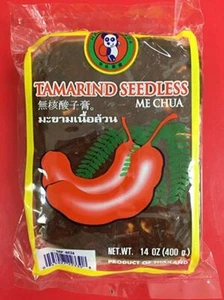 TAMARIND SEEDLESS
無核酸子膏。 ME CHUA
มะขามเนื้อล้วน
NET.WT. 14 OZ (400 g.)
PRODUCT OF THAILAND